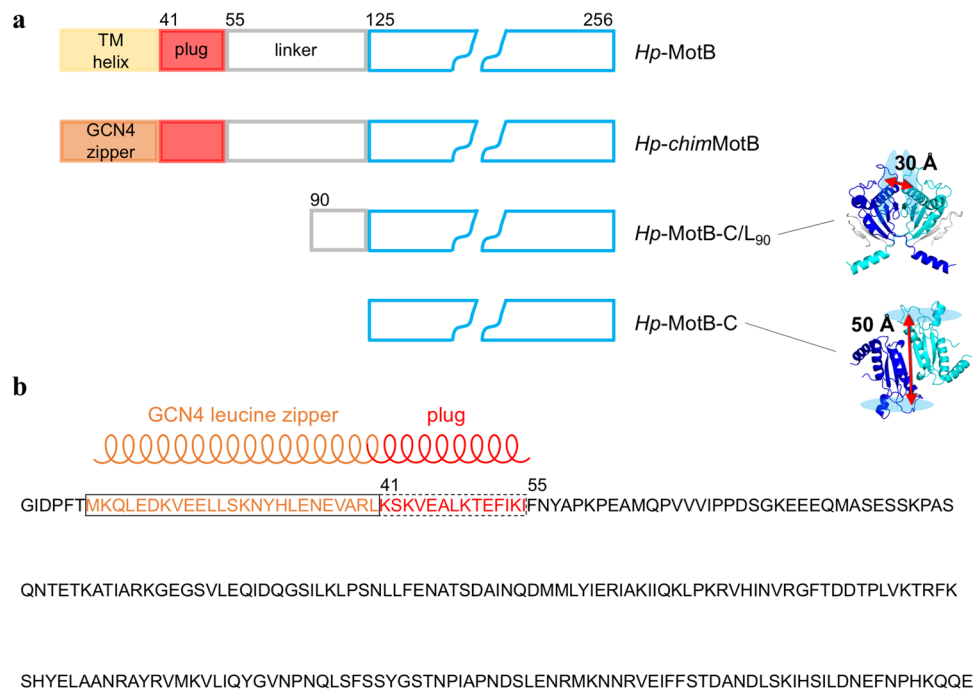 a
41 55 125 256
TM helix plug linker Hp-MotB
GCN4 zipper Hp-chimMotB
30 Å
90
Hp-MotB-C/L90
Hp-MotB-C
50 Å
b
GCN4 leucine zipper plug
41 55
GIDPFTMKQLEDKVEELLSKNYHLENEVARLKSKVEALKTEFIKIFNYAPKPEAMQPVVVIPPDSGKEEEQMASESSKPAS
QNTETKATIARKGEGSVLEQIDQGSILKLPSNLLFENATSDAINQDMMLYIERIAKIIQKLPKRVHINVRGFTDDTPLVKTRFK
SHYELAANRAYRVMKVLIQYGVNPNQLSFSSYGSTNPIAPNDSLENRMKNNRVEIFFSTDANDLSKIHSILDNEFNPHKQQE